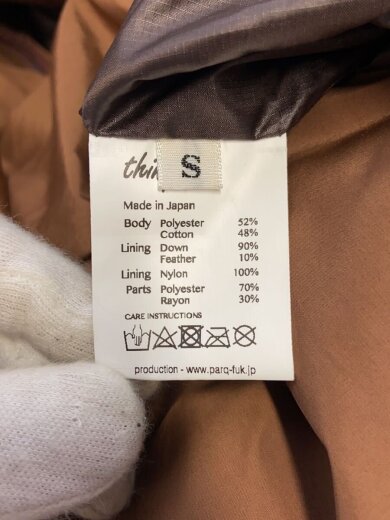 S
Made in Japan
Body Polyester 52%
Cotton 48%
Lining Down 90%
Feather 10%
Lining Nylon 100%
Parts Polyester 70%
Rayon 30%
CARE INSTRUCTIONS
production - www.parq-fuk.jp